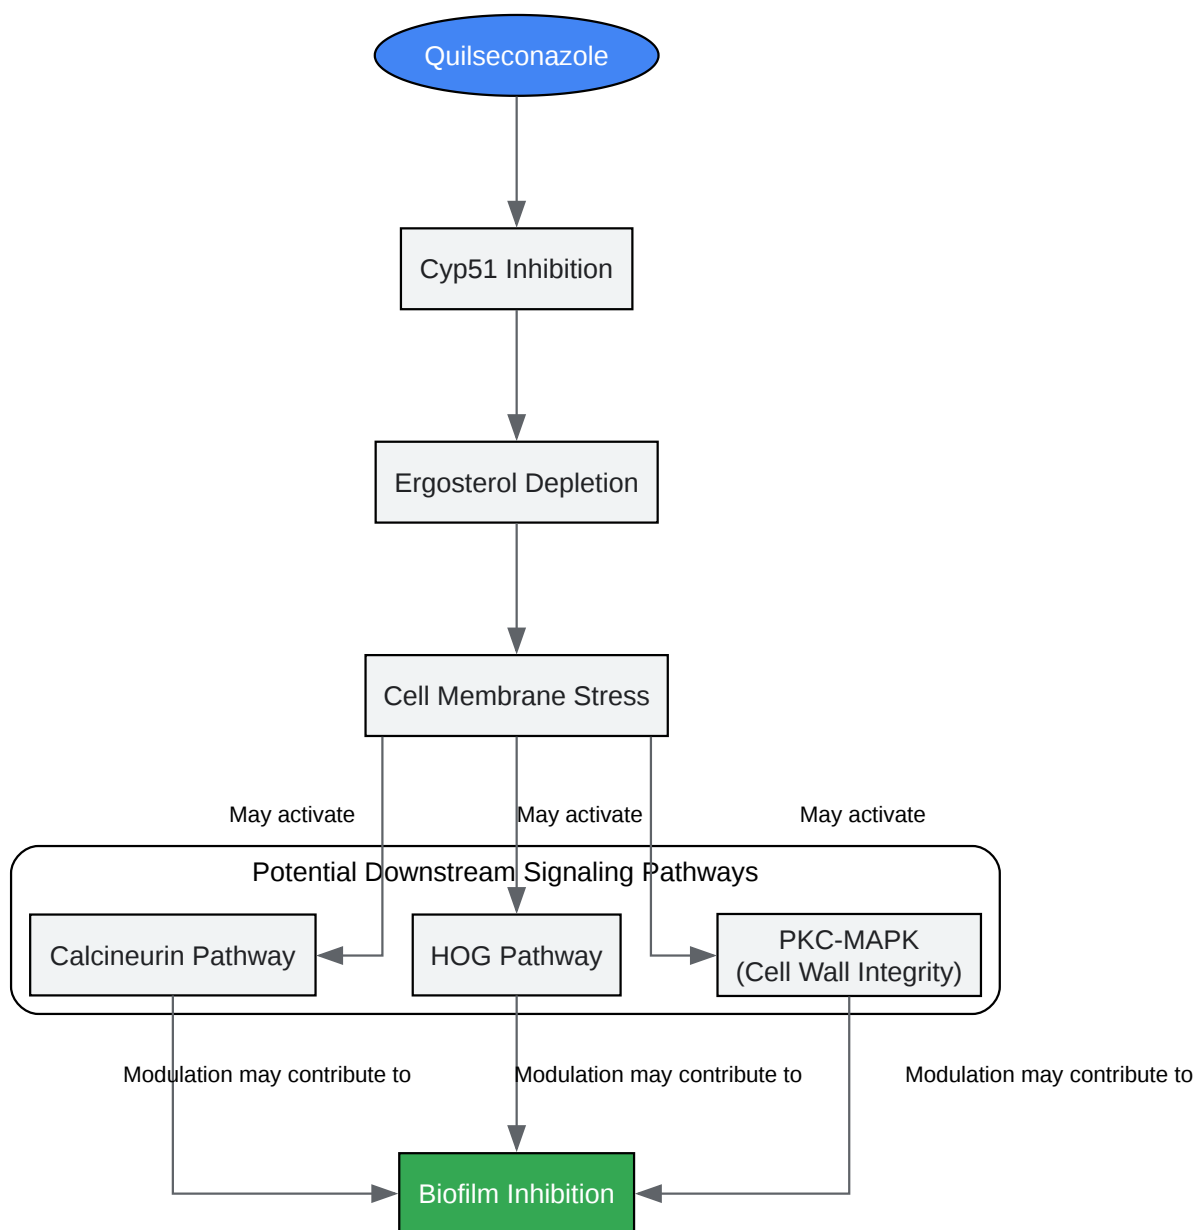 Quilseconazole
Cyp51 Inhibition
Ergosterol Depletion
Cell Membrane Stress
May activate
May activate
May activate
Potential Downstream Signaling Pathways
Calcineurin Pathway
HOG Pathway
PKC-MAPK
(Cell Wall Integrity)
Modulation may contribute to
Modulation may contribute to
Modulation may contribute to
Biofilm Inhibition